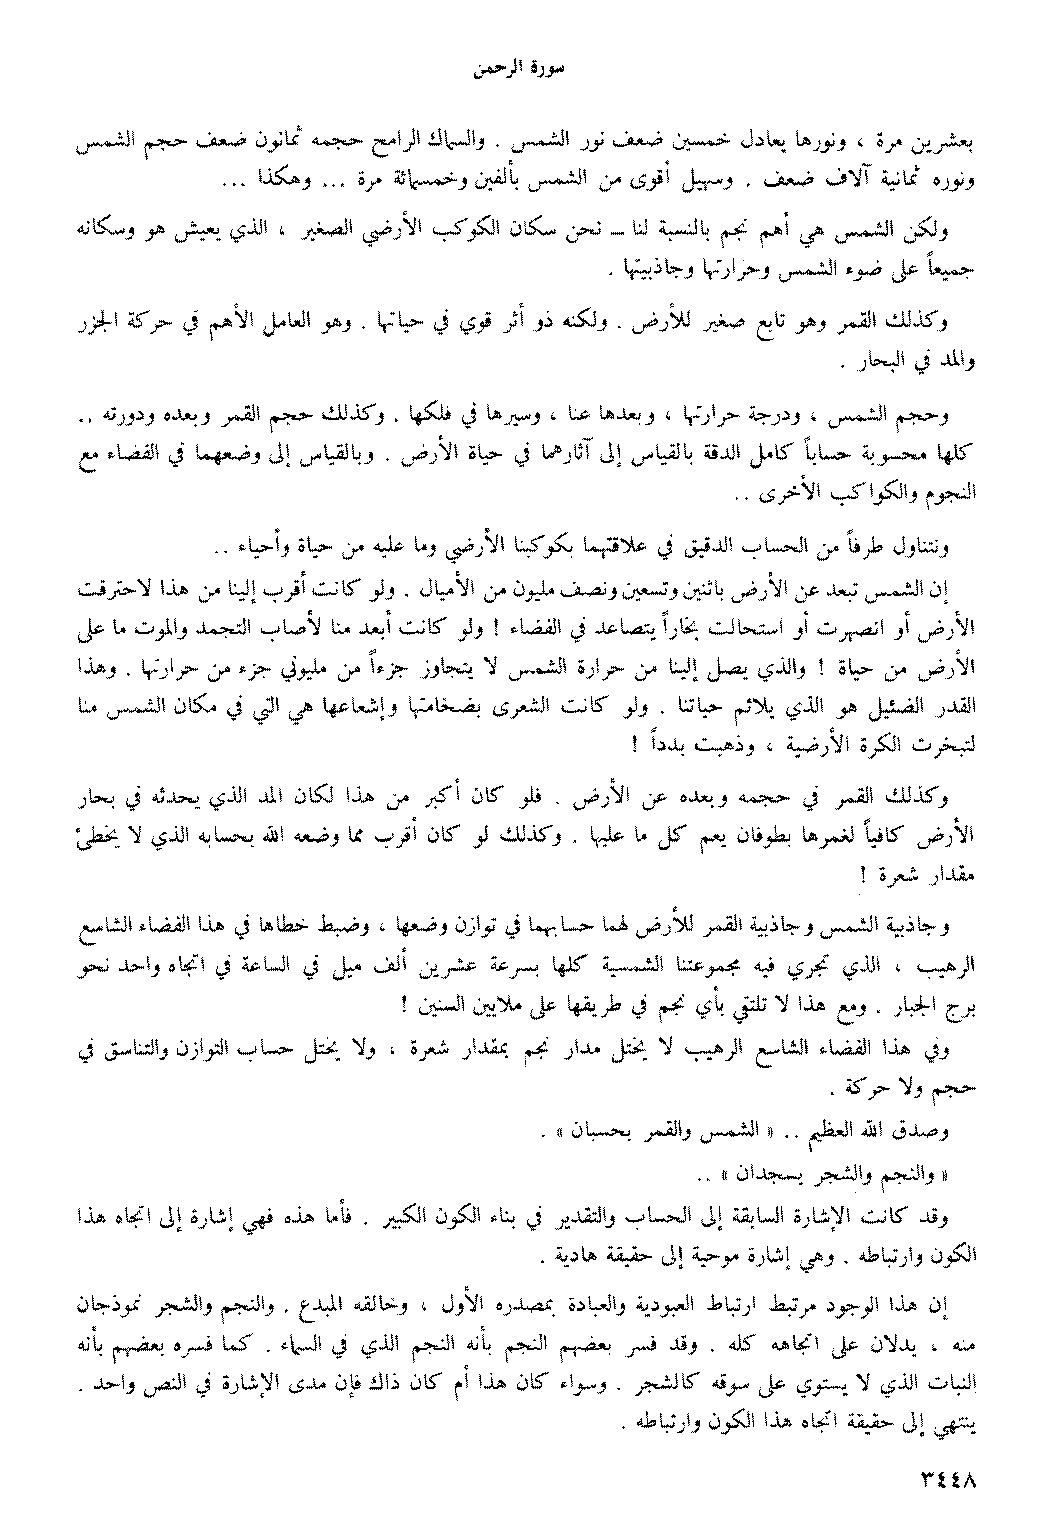 سورة الرحمن
بعشرين مرة ، ونورها يعادل خمسين ضعف نور الشمس . والسماك الرامح حجمه ثمانون ضعف حجم الشمس
ونوره ثمانية آلاف ضعف . وسهيل أقوى من الشمس بألفين وخمسمائة مرة ... وهكذا ...
ولكن الشمس هي أهم نجم بالنسبة لنا ــ نحن سكان الكوكب الأرضي الصغير ، الذي يعيش هو وسكانه
جميعاً على ضوء الشمس وحرارتها وجاذبيتها .
وكذلك القمر وهو تابع صغير للأرض . ولكنه ذو أثر قوي في حياتها . وهو العامل الأهم في حركة الجزر
والمد في البحار .
وحجم الشمس ، ودرجة حرارتها ، وبعدها عنا ، وسيرها في فلكها . وكذلك حجم القمر وبعده ودورته ..
كلها محسوبة حساباً كامل الدقة بالقياس إلى آثارهما في حياة الأرض . وبالقياس إلى وضعهما في الفضاء مع
النجوم والكواكب الأخرى ..
ونتناول طرفاً من الحساب الدقيق في علاقتهما بكوكبنا الأرضي وما عليه من حياة وأحياء ..
إن الشمس تبعد عن الأرض باثنين وتسعين ونصف مليون من الأميال . ولو كانت أقرب إلينا من هذا لاحترقت
الأرض أو انصهرت أو استحالت بخاراً يتصاعد في الفضاء ! ولو كانت أبعد منا لأصاب التجمد والموت ما على
الأرض من حياة ! والذي يصل إلينا من حرارة الشمس لا يتجاوز جزءاً من مليوني جزء من حرارتها . وهذا
القدر الضئيل هو الذي يلائم حياتنا . ولو كانت الشعرى بضخامتها وإشعاعها هي التي في مكان الشمس منا
لتبخرت الكرة الأرضية ، وذهبت بدداً !
وكذلك القمر في حجمه وبعده عن الأرض . فلو كان أكبر من هذا لكان المد الذي يحدثه في بحار
الأرض كافياً لغمرها بطوفان يعم كل ما عليها . وكذلك لو كان أقرب مما وضعه الله بحسابه الذي لا يخطئ
مقدار شعرة !
وجاذبية الشمس وجاذبية القمر للأرض لهما حسابهما في توازن وضعها ، وضبط خطاها في هذا الفضاء الشاسع
الرهيب ، الذي تجري فيه مجموعتنا الشمسية كلها بسرعة عشرين ألف ميل في الساعة في اتجاه واحد نحو
برج الجبار . ومع هذا لا تلتقي بأي نجم في طريقها على ملايين السنين !
وفي هذا الفضاء الشاسع الرهيب لا يختل مدار نجم بمقدار شعرة ، ولا يختل حساب التوازن والتناسق في
حجم ولا حركة .
وصدق الله العظيم .. « الشمس والقمر بحسبان » .
« والنجم والشجر يسجدان » ..
وقد كانت الإشارة السابقة إلى الحساب والتقدير في بناء الكون الكبير . فأما هذه فهي إشارة إلى اتجاه هذا
الكون وارتباطه . وهي إشارة موحية إلى حقيقة هادية .
إن هذا الوجود مرتبط ارتباط العبودية والعبادة بمصدره الأول ، وخالقه المبدع . والنجم والشجر نموذجان
منه ، يدلان على اتجاهه كله . وقد فسر بعضهم النجم بأنه النجم الذي في السماء . كما فسره بعضهم بأنه
النبات الذي لا يستوي على سوقه كالشجر . وسواء كان هذا أم كان ذاك فإن مدى الإشارة في النص واحد .
ينتهي إلى حقيقة اتجاه هذا الكون وارتباطه .
٣٤٤٨